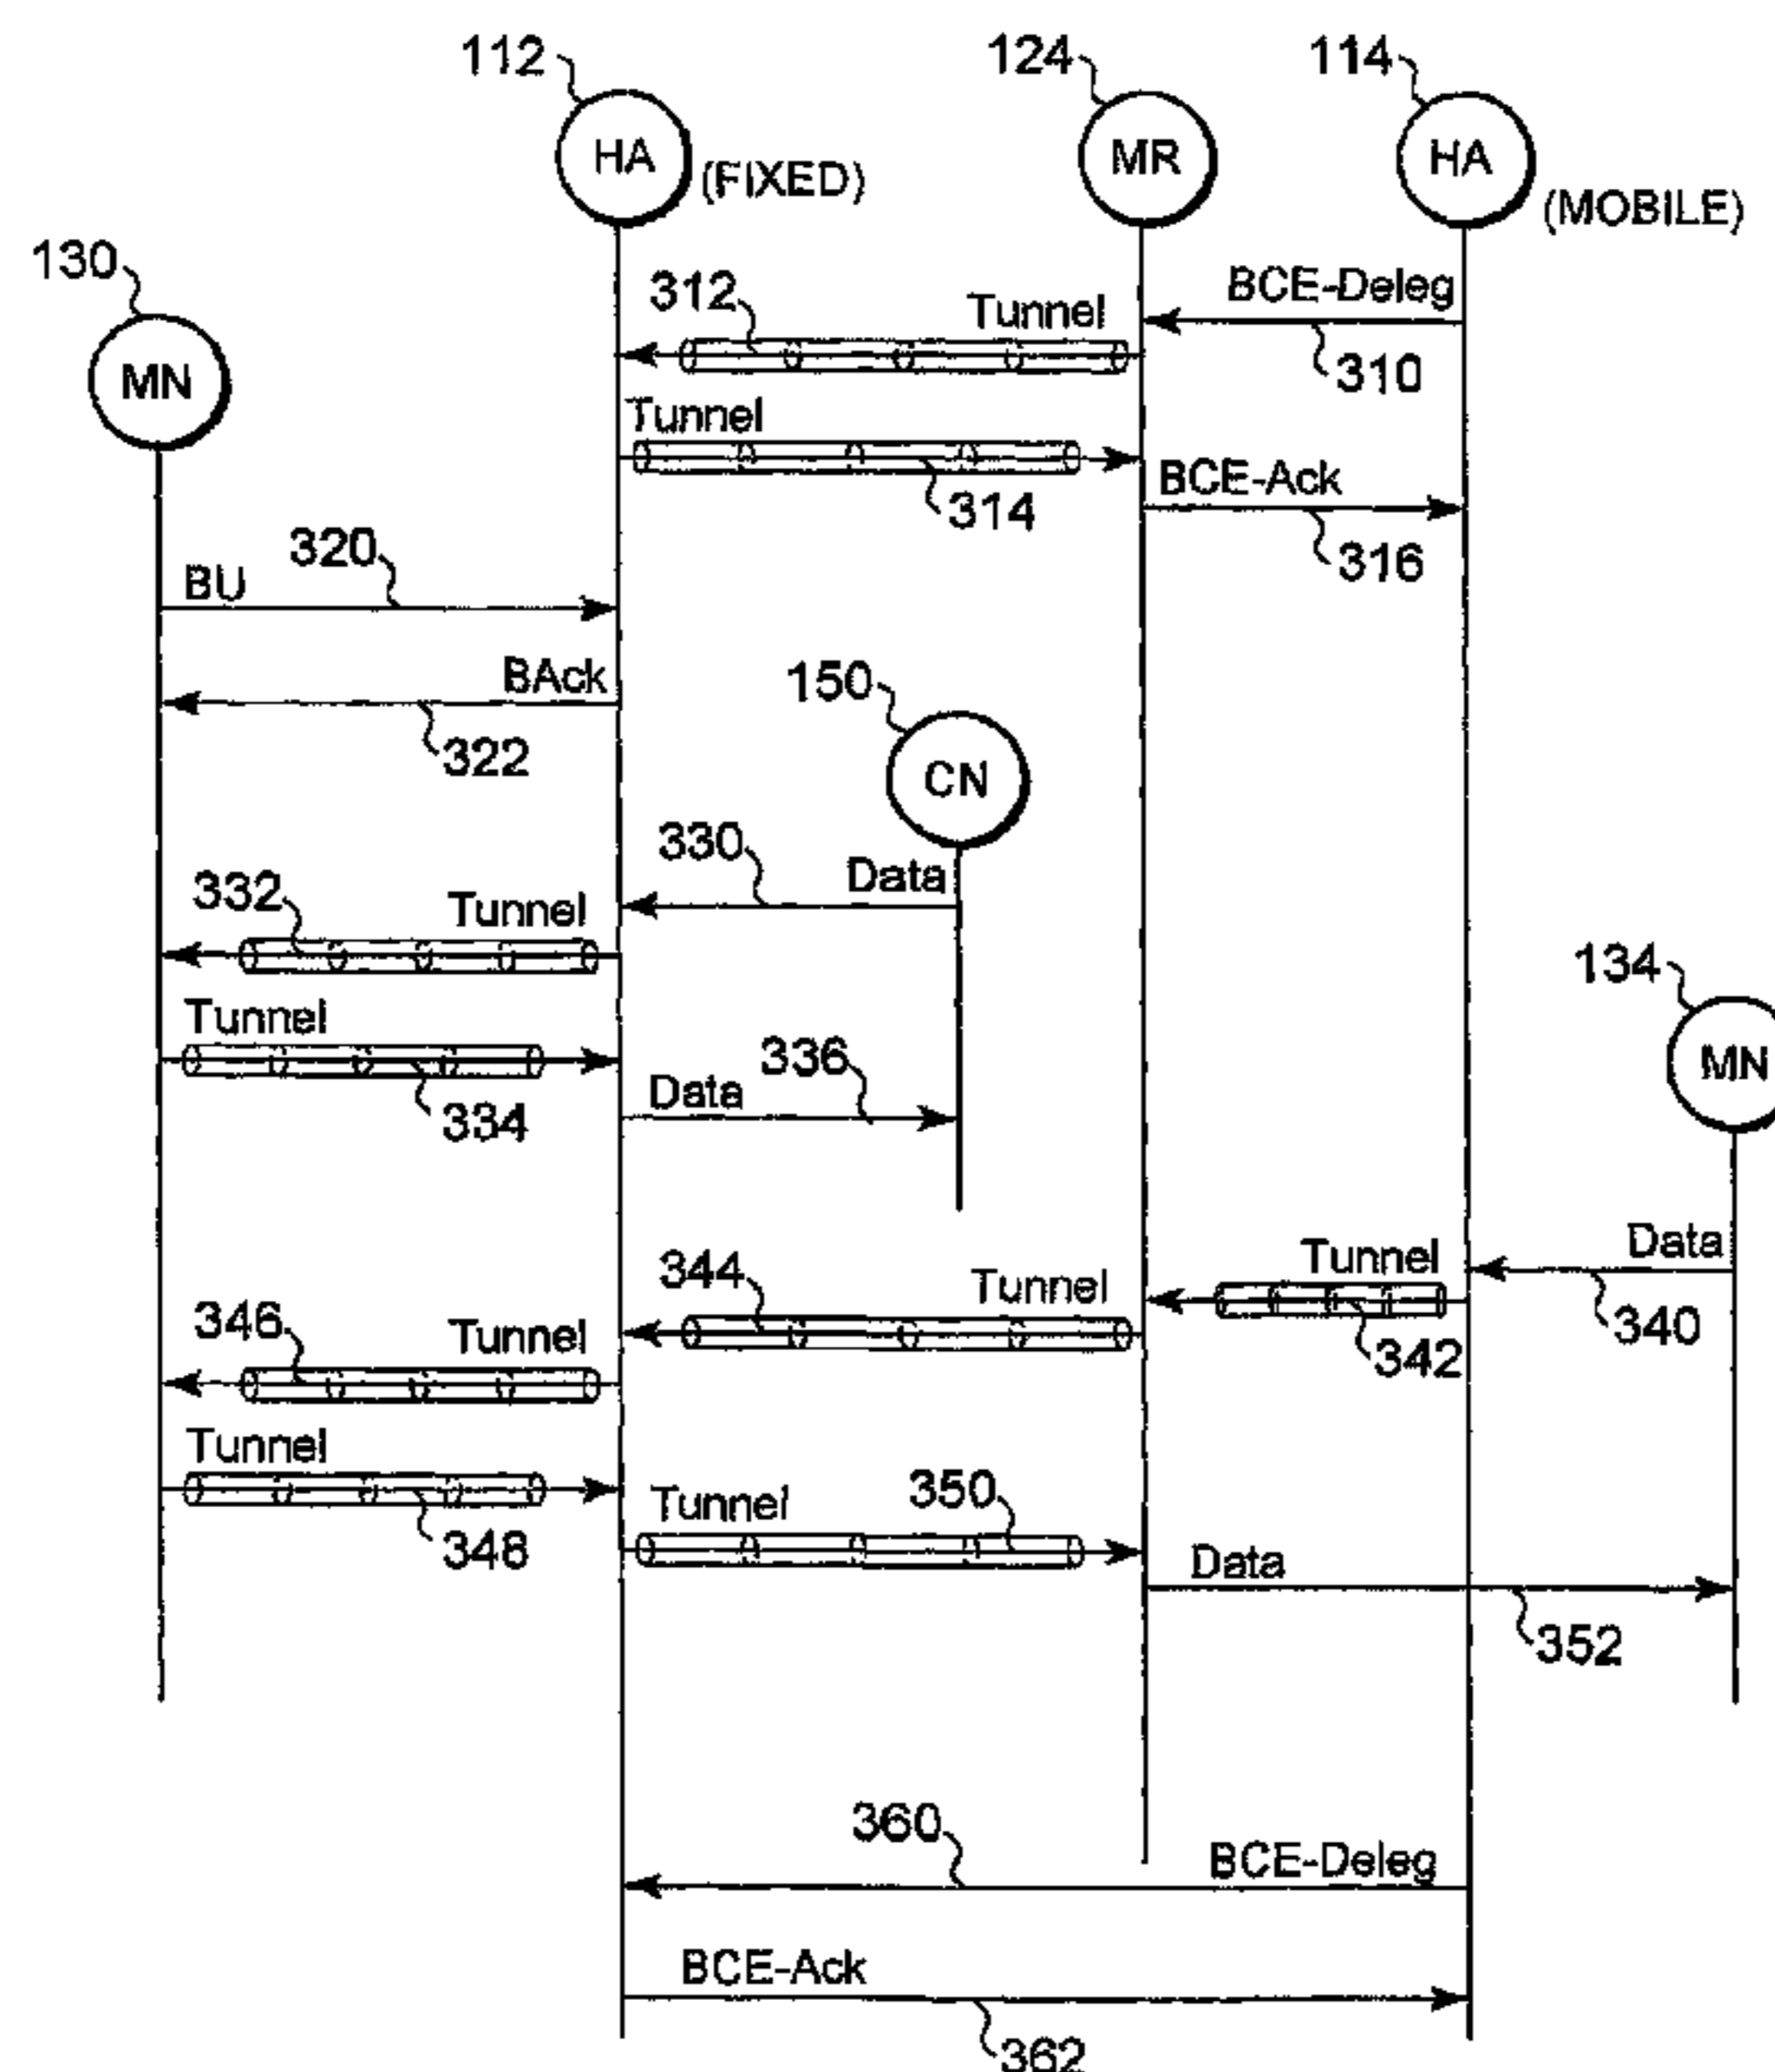 112
124
114
HA
(FIXED)
MR
HA
(MOBILE)
130
MN
312
Tunnel
BCE-Deleg
310
Tunnel
314
BCE-Ack
316
320
BU
BAck
322
150
CN
330
Data
332
Tunnel
134
MN
Tunnel
334
336
Data
Data
340
Tunnel
342
344
Tunnel
346
Tunnel
Tunnel
348
Tunnel
350
Data
352
360
BCE-Deleg
BCE-Ack
362